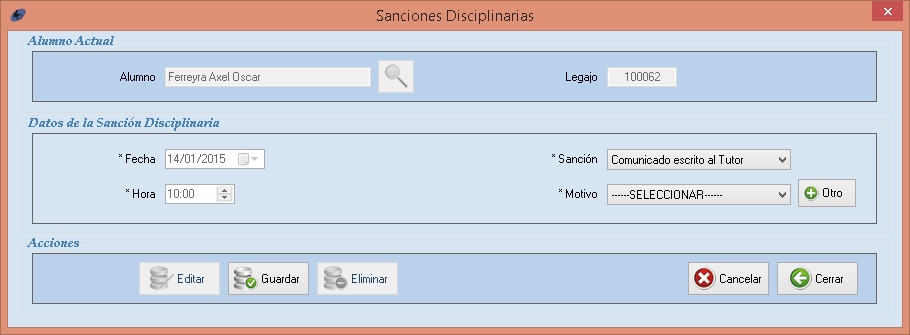 Sanciones Disciplinarias
Alumno Actual
Alumno Ferreyra Axel Oscar Legajo 100062
Datos de la Sanción Disciplinaria
* Fecha 14/01/2015 * Sanción Comunicado escrito al Tutor
* Hora 10:00 * Motivo ------SELECCIONAR------ Otro
Acciones
Editar Guardar Eliminar Cancelar Cerrar